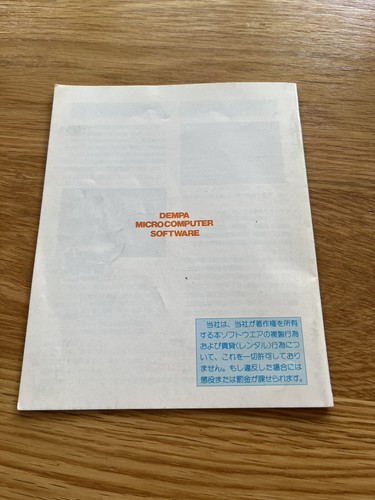 DEMPA
MICROCOMPUTER
SOFTWARE
当社は、当社が著作権を所有
する本ソフトウエアの複製行為
および賃貸(レンタル)行為につ
いて、これを一切許可しており
ません。もし違反した場合には
懲役または罰金が課せられます。